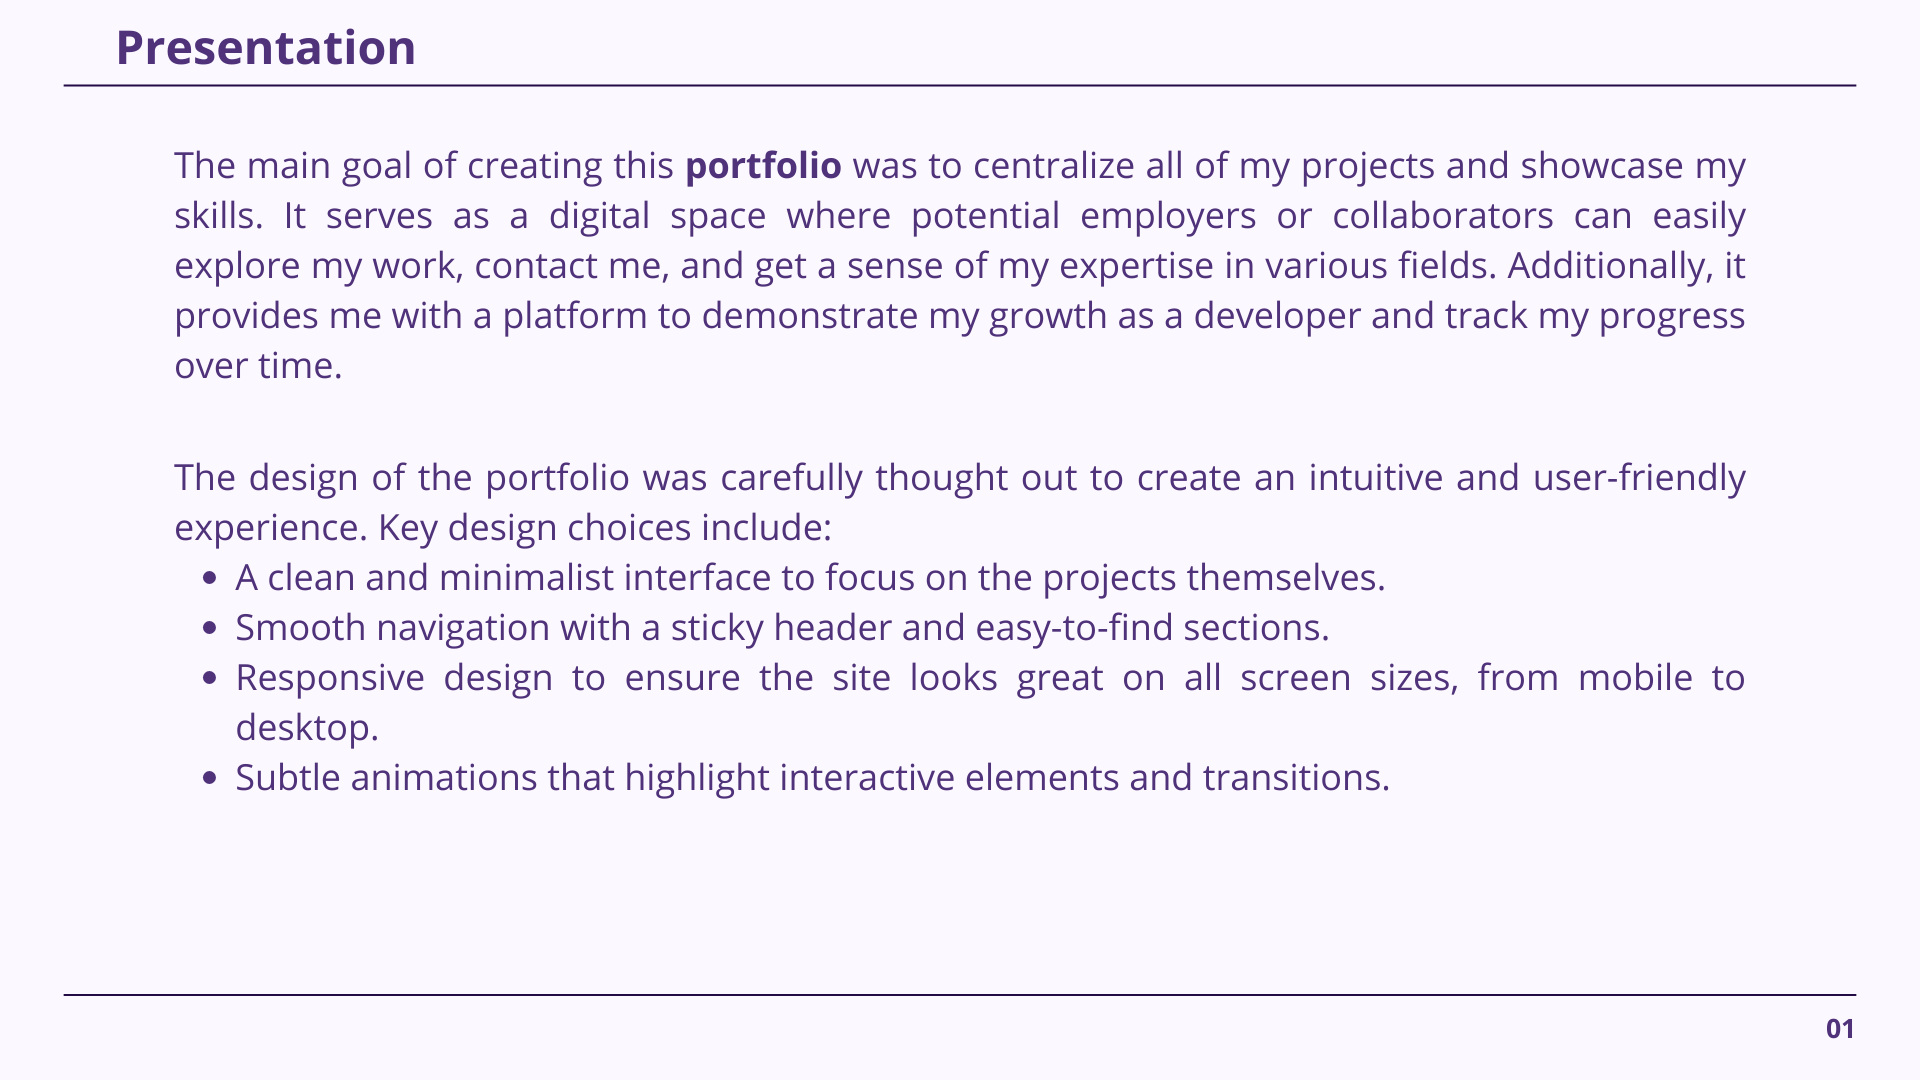 Presentation
The main goal of creating this portfolio was to centralize all of my projects and showcase my
skills. It serves as a digital space where potential employers or collaborators can easily
explore my work, contact me, and get a sense of my expertise in various fields. Additionally, it
provides me with a platform to demonstrate my growth as a developer and track my progress
over time.
The design of the portfolio was carefully thought out to create an intuitive and user-friendly
experience. Key design choices include:
• A clean and minimalist interface to focus on the projects themselves.
• Smooth navigation with a sticky header and easy-to-find sections.
• Responsive design to ensure the site looks great on all screen sizes, from mobile to
desktop.
• Subtle animations that highlight interactive elements and transitions.
01